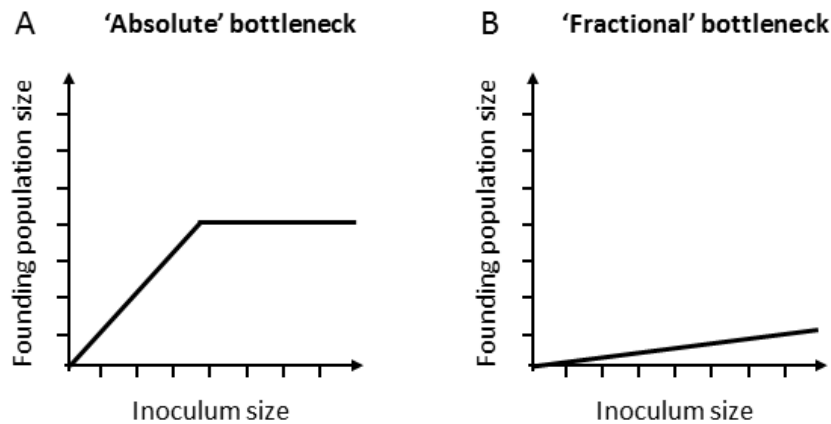 A
'Absolute' bottleneck
Founding population size
Inoculum size
B
'Fractional' bottleneck
Founding population size
Inoculum size